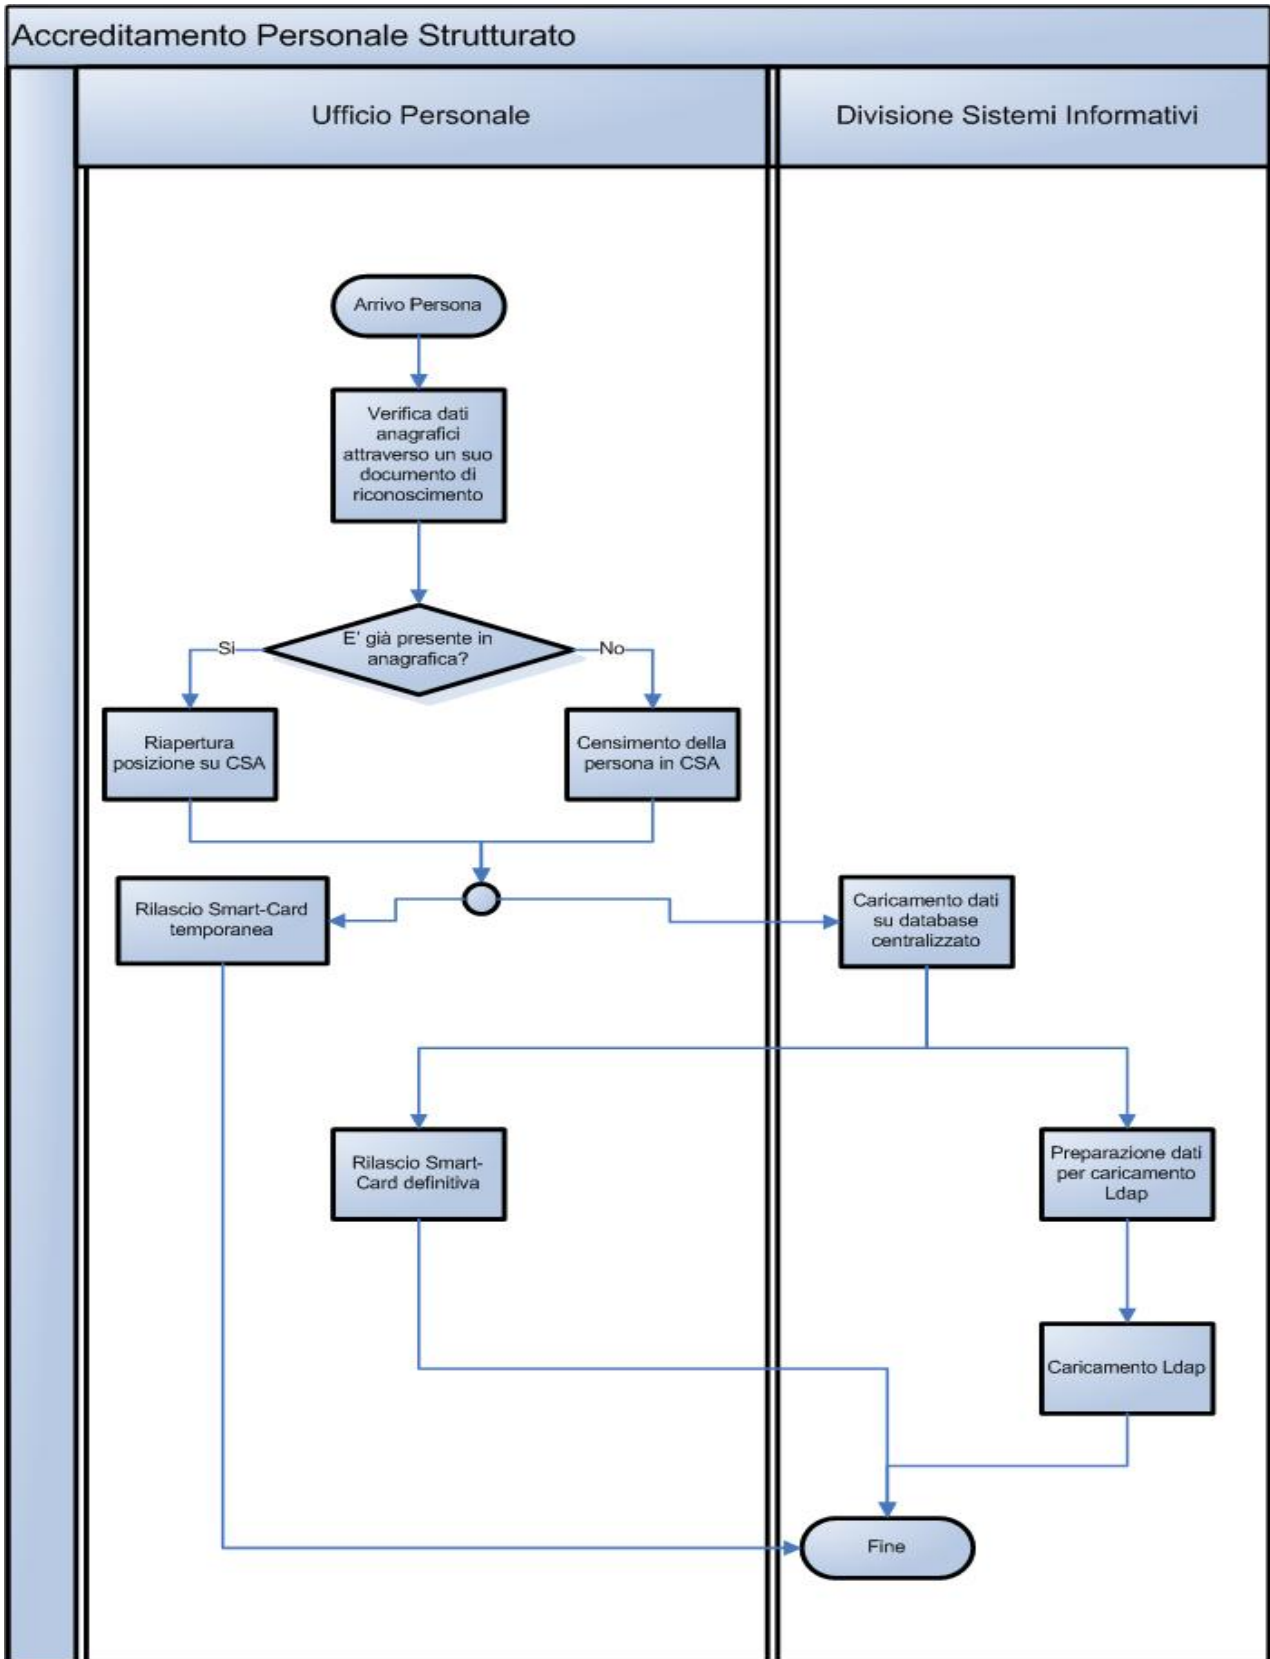 Accreditamento Personale Strutturato
Ufficio Personale
Divisione Sistemi Informativi
Arrivo Persona
Verifica dati
anagrafici
attraverso un suo
documento di
riconoscimento
E' già presente in
anagrafica?
Si
No
Riapertura
posizione su CSA
Censimento della
persona in CSA
Rilascio Smart-Card
temporanea
Caricamento dati
su database
centralizzato
Rilascio Smart-
Card definitiva
Preparazione dati
per caricamento
Ldap
Caricamento Ldap
Fine